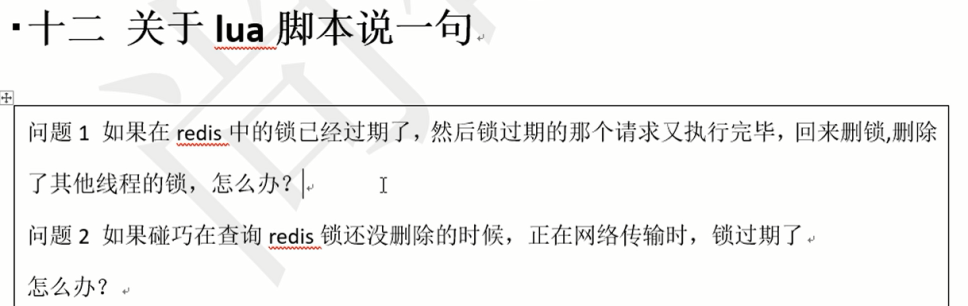 十二 关于 lua 脚本说一句
问题 1 如果在 redis 中的锁已经过期了，然后锁过期的那个请求又执行完毕，回来删锁,删除
了其他线程的锁，怎么办？
问题 2 如果碰巧在查询 redis 锁还没删除的时候，正在网络传输时，锁过期了
怎么办？